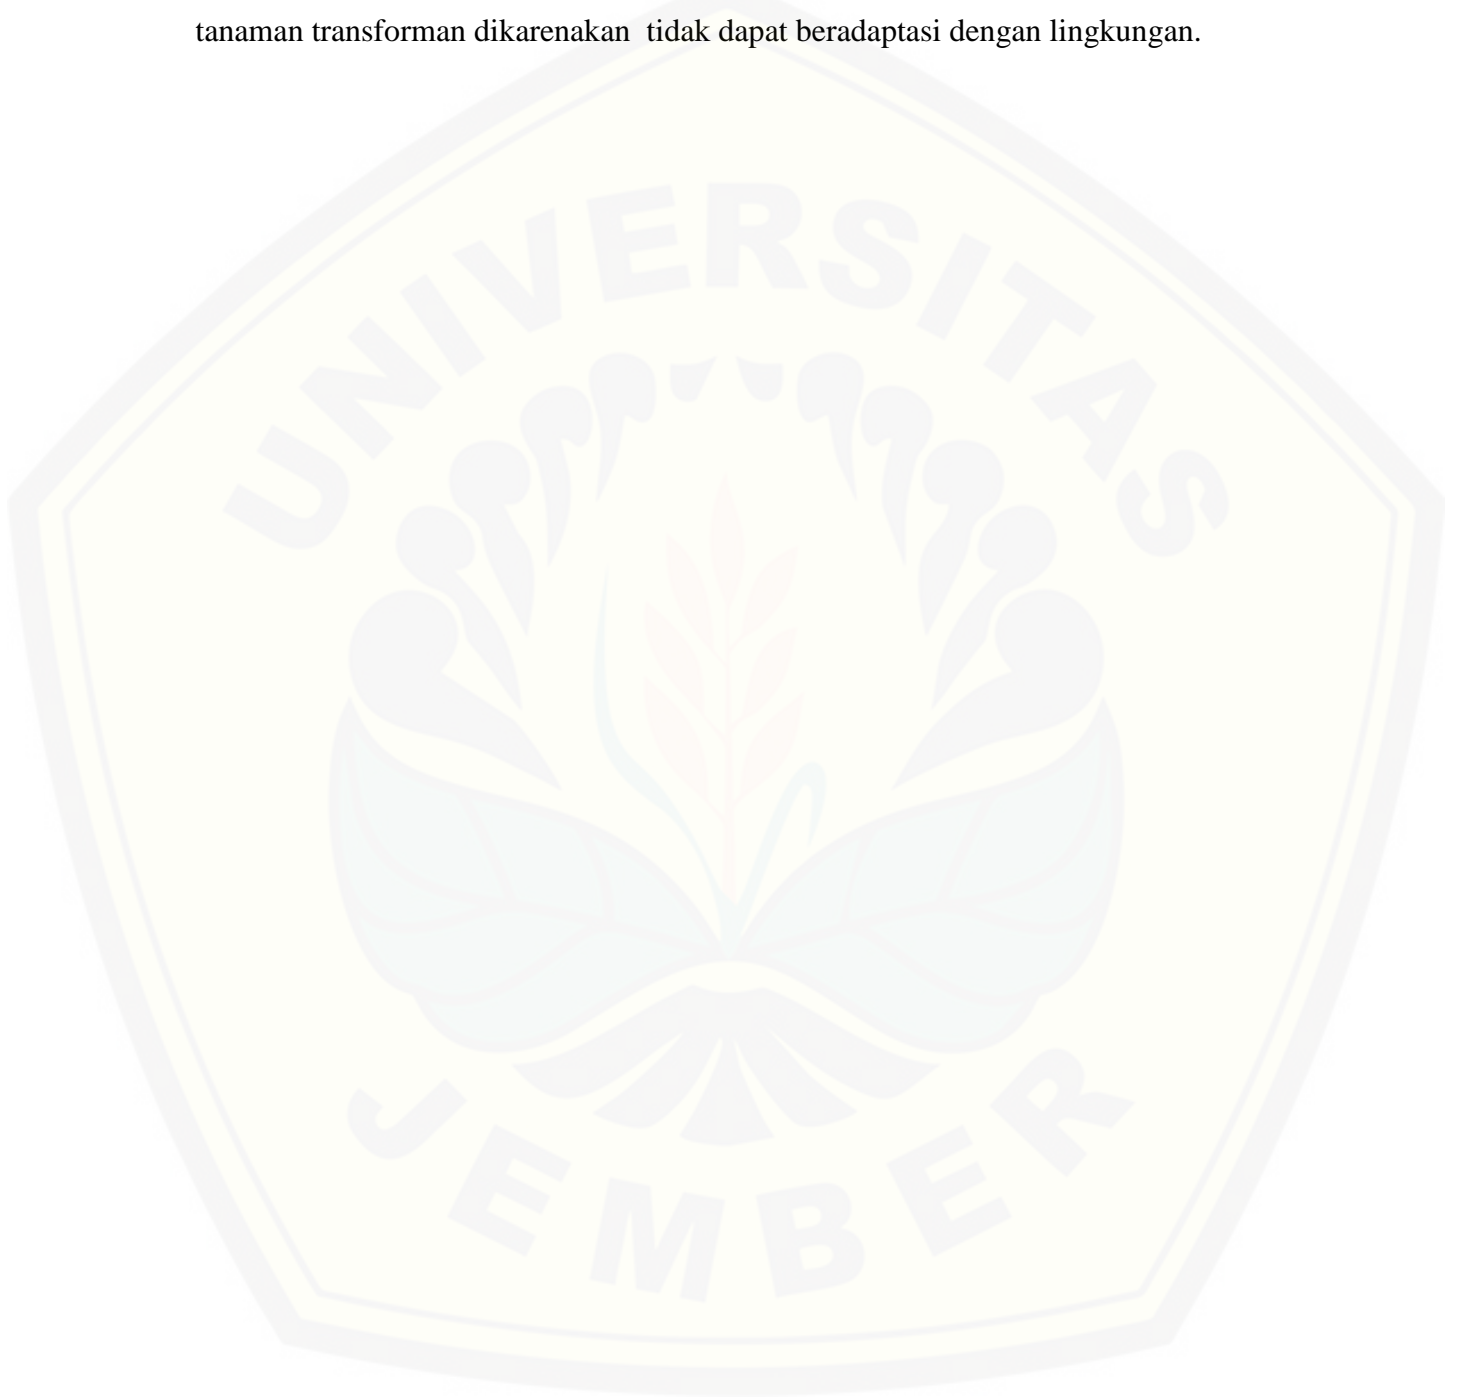 tanaman transforman dikarenakan  tidak dapat beradaptasi dengan lingkungan.
UNIVERSITAS
JEMBER